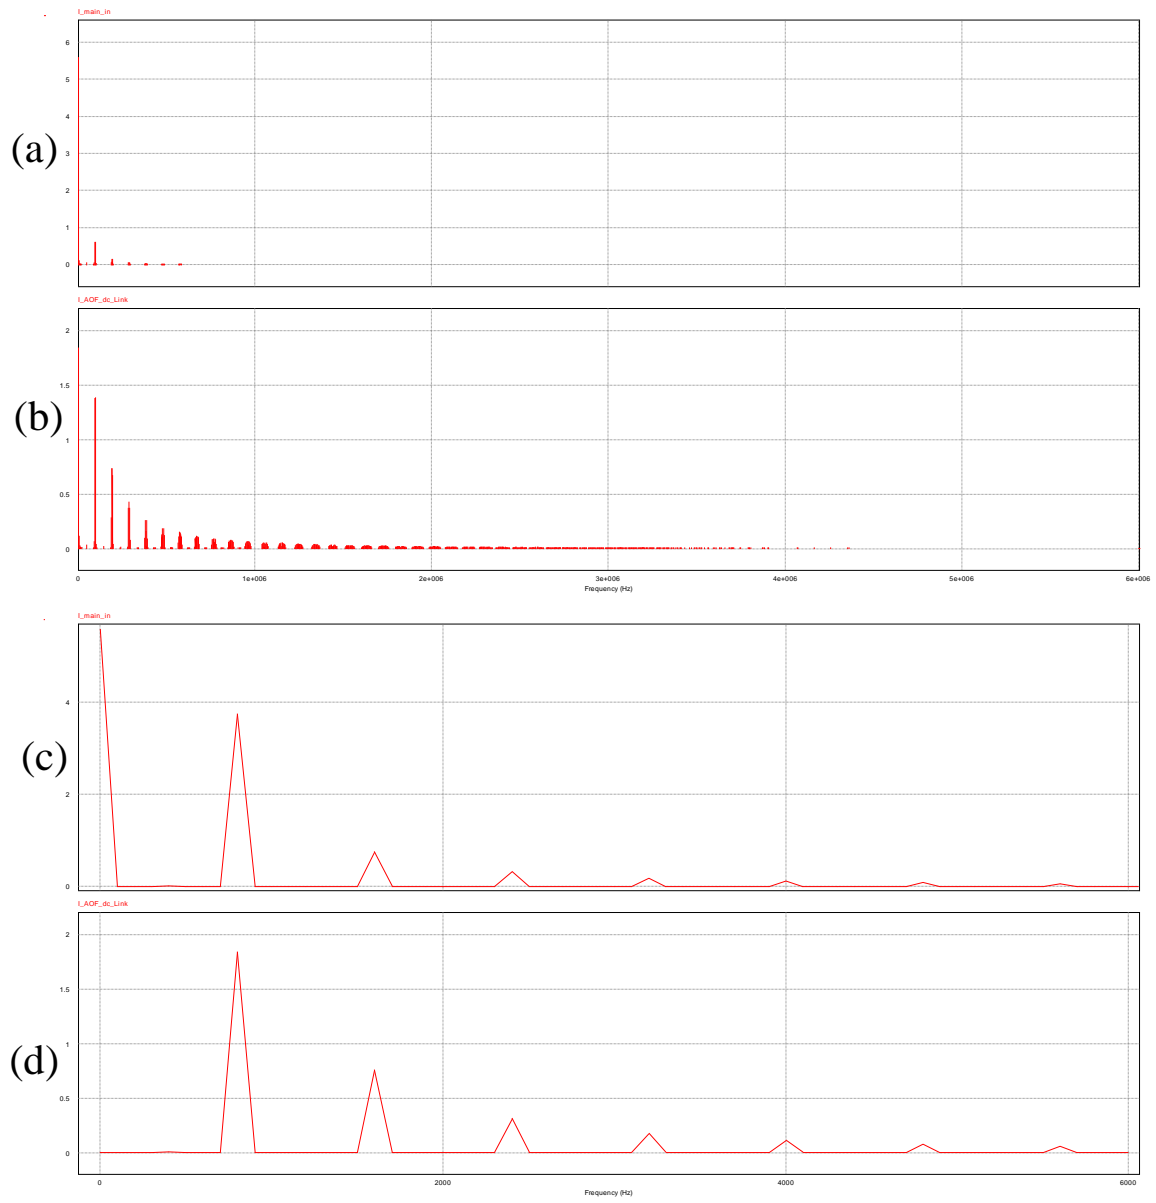 I_main_in
(a)
6
5
4
3
2
1
0
I_AOF_dc_Link
(b)
2
1.5
1
0.5
0
0 1e+006 2e+006 3e+006 4e+006 5e+006 6e+006
Frequency (Hz)
I_main_in
(c)
4
2
0
I_AOF_dc_Link
(d)
2
1.5
1
0.5
0
0 2000 4000 6000
Frequency (Hz)